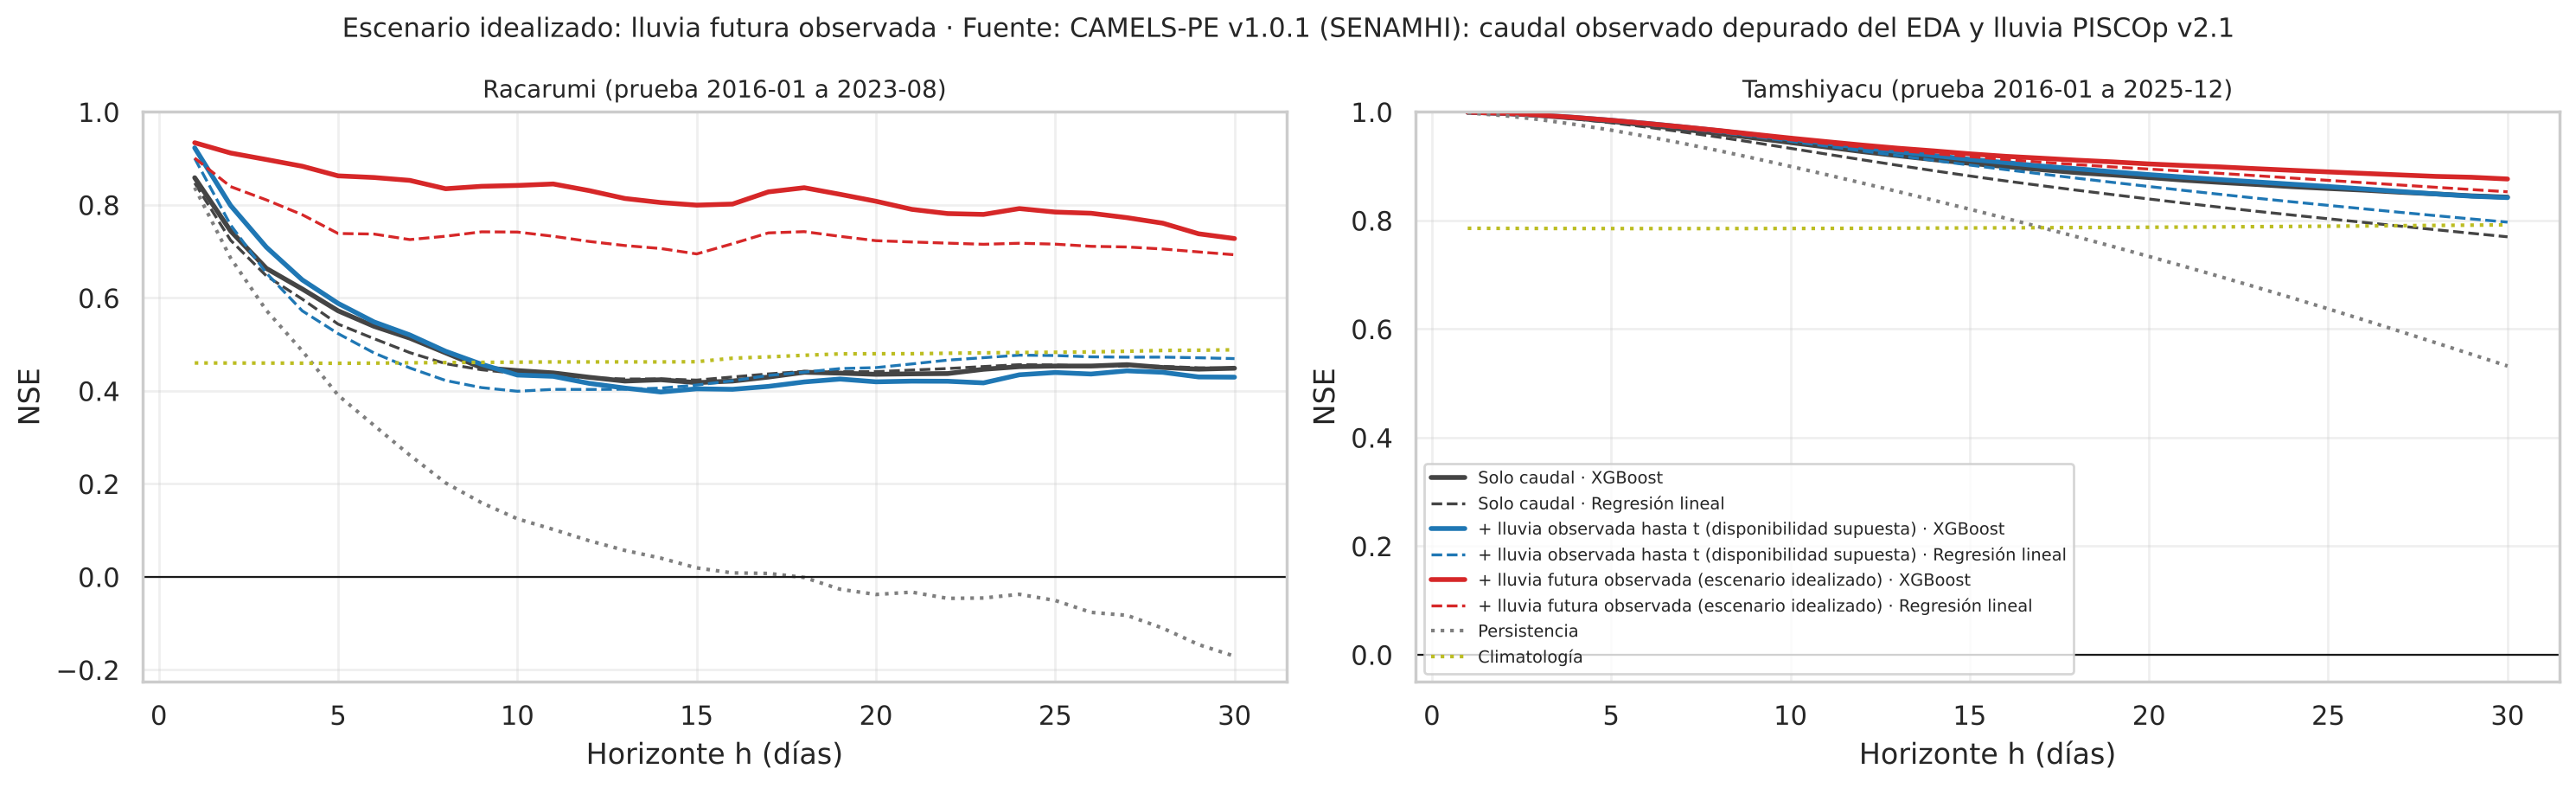 Escenario idealizado: lluvia futura observada · Fuente: CAMELS-PE v1.0.1 (SENAMHI): caudal observado depurado del EDA y lluvia PISCOp v2.1
Racarumi (prueba 2016-01 a 2023-08)
NSE
1.0
0.8
0.6
0.4
0.2
0.0
−0.2
0 5 10 15 20 25 30
Horizonte h (días)
Tamshiyacu (prueba 2016-01 a 2025-12)
NSE
1.0
0.8
0.6
0.4
0.2
0.0
Solo caudal · XGBoost
Solo caudal · Regresión lineal
+ lluvia observada hasta t (disponibilidad supuesta) · XGBoost
+ lluvia observada hasta t (disponibilidad supuesta) · Regresión lineal
+ lluvia futura observada (escenario idealizado) · XGBoost
+ lluvia futura observada (escenario idealizado) · Regresión lineal
Persistencia
Climatología
0 5 10 15 20 25 30
Horizonte h (días)